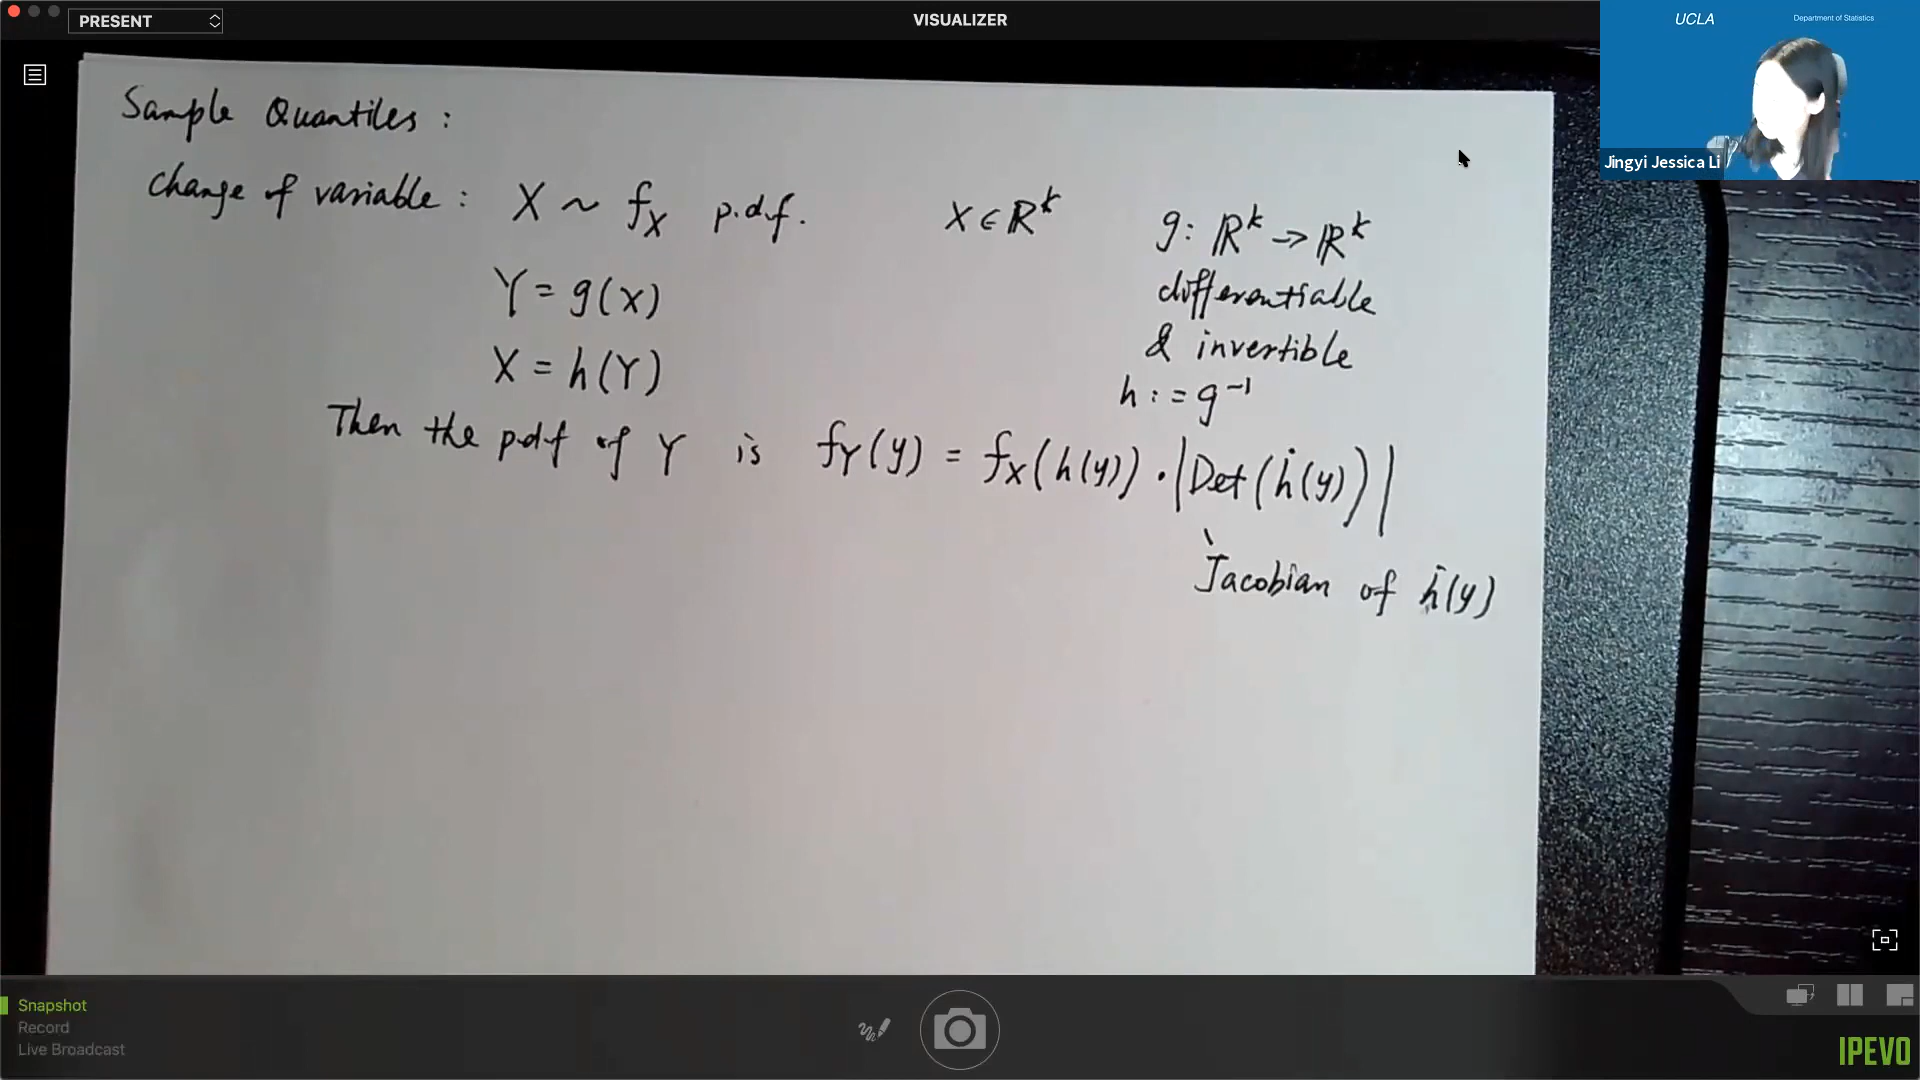 PRESENT
VISUALIZER
UCLA
Department of Statistics
Jingyi Jessica Li
Sample Quantiles :
change of variable : X ~ f_X p.d.f. X ∈ ℝ^k g: ℝ^k → ℝ^k
Y = g(X) differentiable
X = h(Y) & invertible
h := g^{-1}
Then the pdf of Y is f_Y(y) = f_X(h(y)) · |Det(ḣ(y))|
Jacobian of ḣ(y)
Snapshot
Record
Live Broadcast
IPEVO